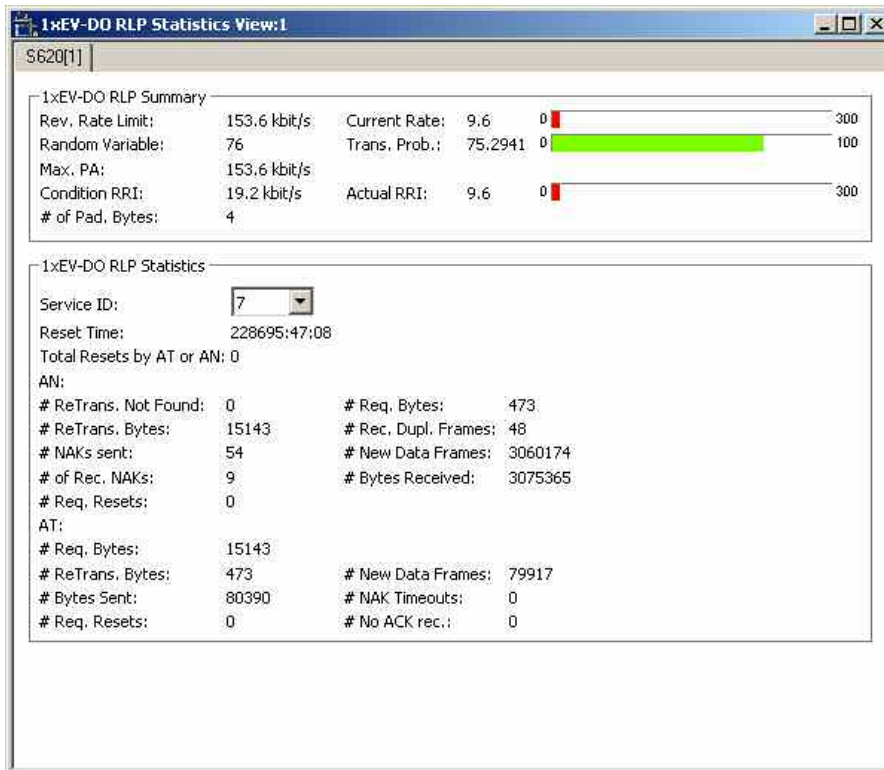 1xEV-DO RLP Statistics View:1
S620[1]
1xEV-DO RLP Summary
Rev. Rate Limit: 153.6 kbit/s Current Rate: 9.6 0 300
Random Variable: 76 Trans. Prob.: 75.2941 0 100
Max. PA: 153.6 kbit/s
Condition RRI: 19.2 kbit/s Actual RRI: 9.6 0 300
# of Pad. Bytes: 4
1xEV-DO RLP Statistics
Service ID: 7
Reset Time: 228695:47:08
Total Resets by AT or AN: 0
AN:
# ReTrans. Not Found: 0 # Req. Bytes: 473
# ReTrans. Bytes: 15143 # Rec. Dupl. Frames: 48
# NAKs sent: 54 # New Data Frames: 3060174
# of Rec. NAKs: 9 # Bytes Received: 3075365
# Req. Resets: 0
AT:
# Req. Bytes: 15143
# ReTrans. Bytes: 473 # New Data Frames: 79917
# Bytes Sent: 80390 # NAK Timeouts: 0
# Req. Resets: 0 # No ACK rec.: 0